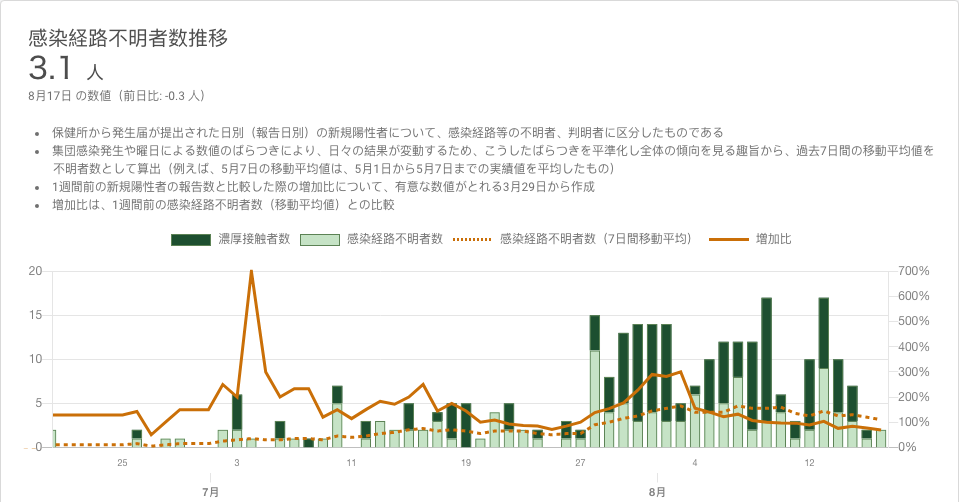 感染経路不明者数推移
3.1 人
8月17日 の数値（前日比: -0.3 人）
• 保健所から発生届が提出された日別（報告日別）の新規陽性者について、感染経路等の不明者、判明者に区分したものである
• 集団感染発生や曜日による数値のばらつきにより、日々の結果が変動するため、こうしたばらつきを平準化し全体の傾向を見る趣旨から、過去7日間の移動平均値を
不明者数として算出（例えば、5月7日の移動平均値は、5月1日から5月7日までの実績値を平均したもの）
• 1週間前の新規陽性者の報告数と比較した際の増加比について、有意な数値がとれる3月29日から作成
• 増加比は、1週間前の感染経路不明者数（移動平均値）との比較
濃厚接触者数 感染経路不明者数 感染経路不明者数（7日間移動平均） 増加比
20 700%
600%
15 500%
400%
10 300%
5 200%
100%
0 0%
25 3 11 19 27 4 12
7月 8月